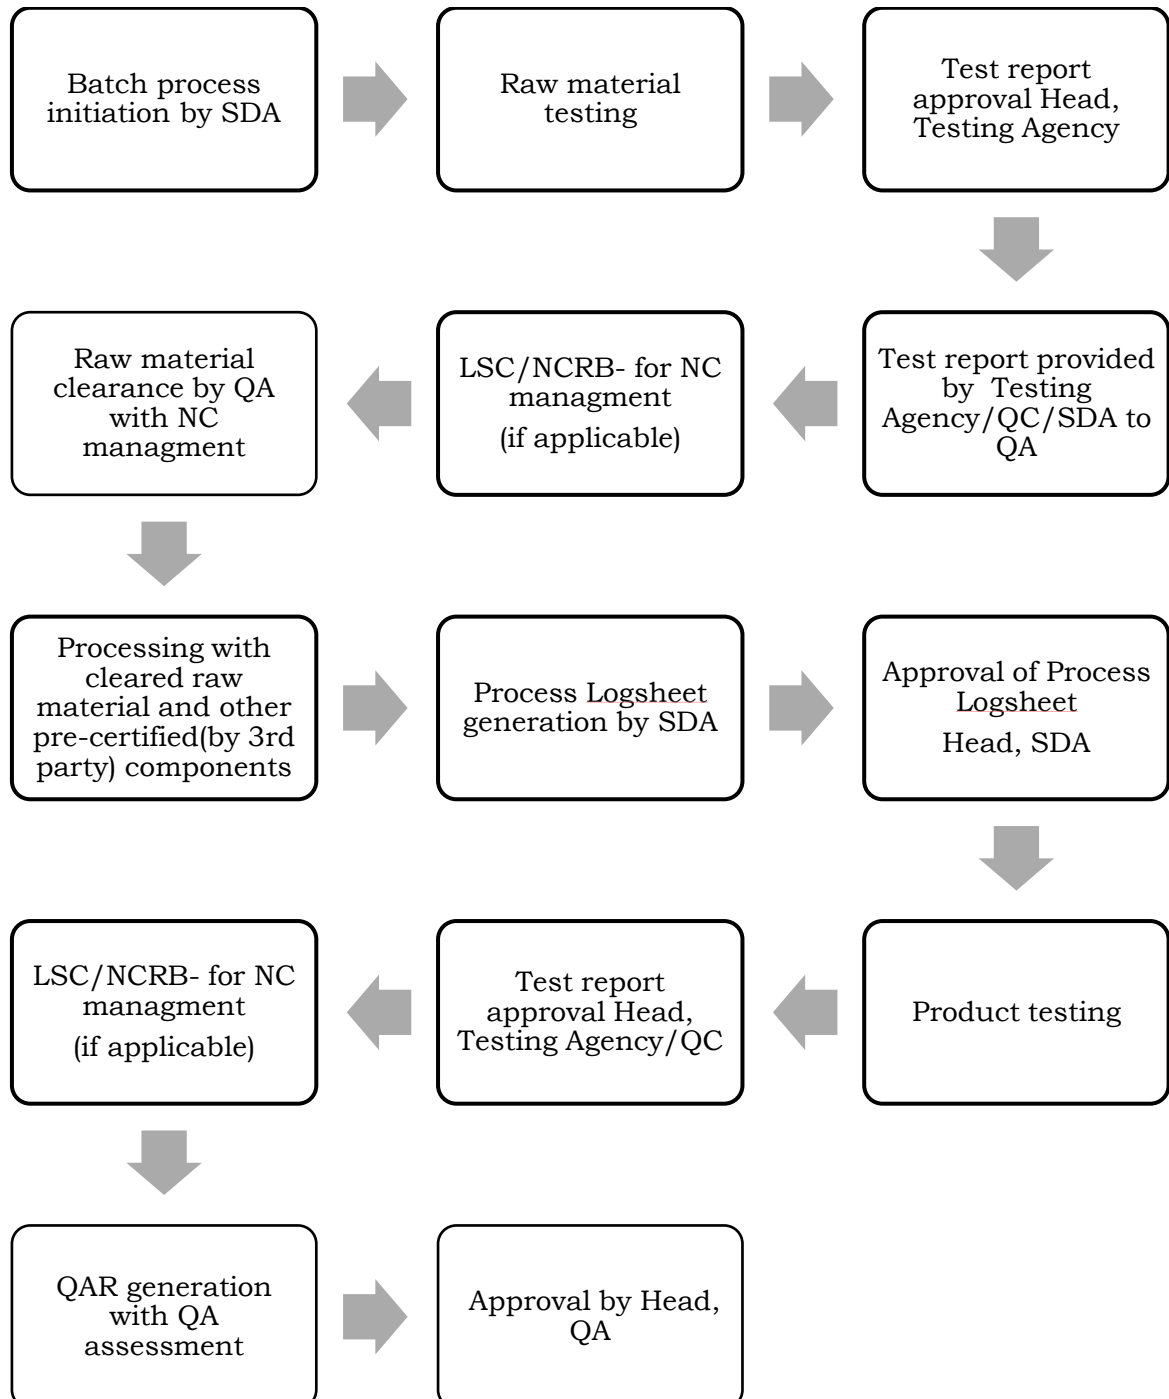 Batch process
initiation by SDA
Raw material
testing
Test report
approval Head,
Testing Agency
Test report provided
by Testing
Agency/QC/SDA to
QA
LSC/NCRB- for NC
managment
(if applicable)
Raw material
clearance by QA
with NC
managment
Processing with
cleared raw
material and other
pre-certified(by 3rd
party) components
Process Logsheet
generation by SDA
Approval of Process
Logsheet
Head, SDA
Product testing
Test report
approval Head,
Testing Agency/QC
LSC/NCRB- for NC
managment
(if applicable)
QAR generation
with QA
assessment
Approval by Head,
QA